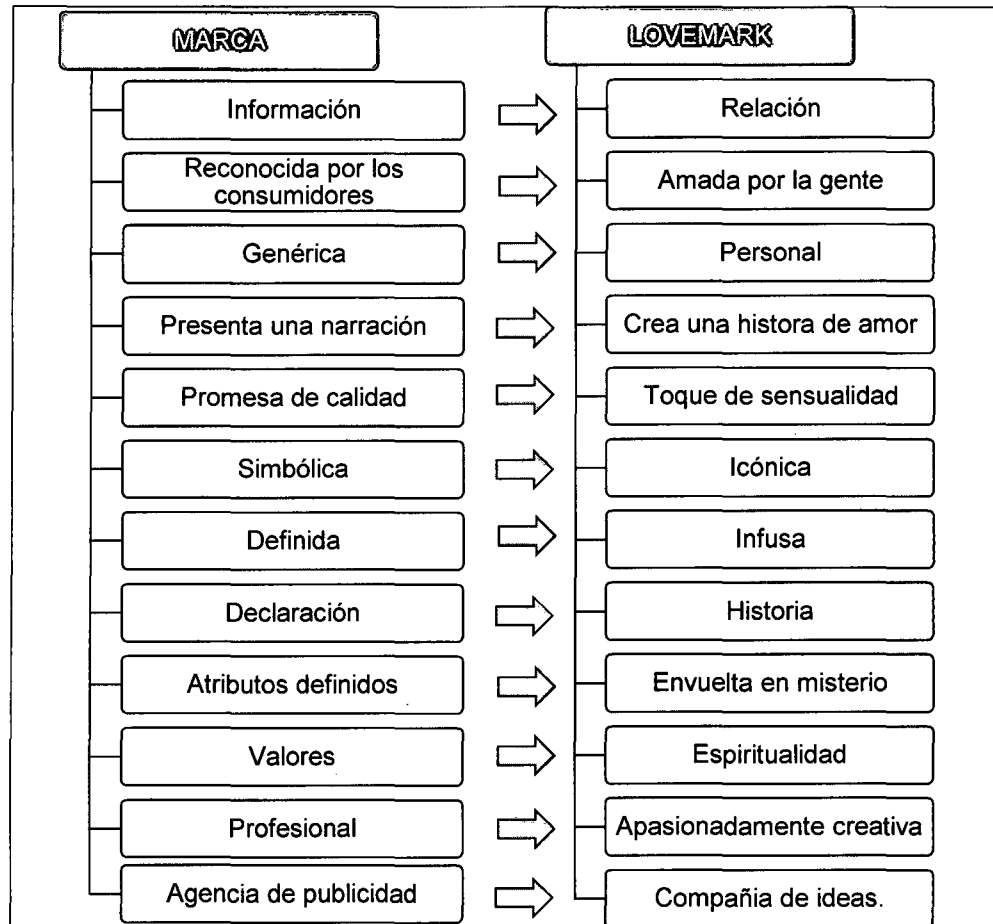 MARCA
LOVEMARK
Información
Relación
Reconocida por los
consumidores
Amada por la gente
Genérica
Personal
Presenta una narración
Crea una histora de amor
Promesa de calidad
Toque de sensualidad
Simbólica
Icónica
Definida
Infusa
Declaración
Historia
Atributos definidos
Envuelta en misterio
Valores
Espiritualidad
Profesional
Apasionadamente creativa
Agencia de publicidad
Compañia de ideas.